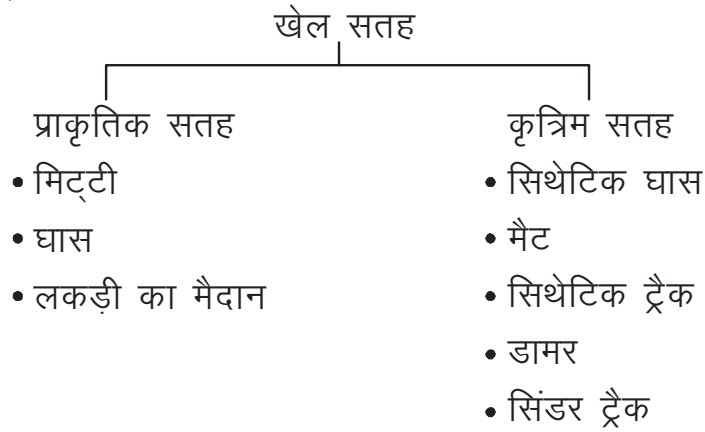 खेल सतह
प्राकृतिक सतह
• मिट्टी
• घास
• लकड़ी का मैदान
कृत्रिम सतह
• सिथेटिक घास
• मैट
• सिथेटिक ट्रैक
• डामर
• सिंडर ट्रैक